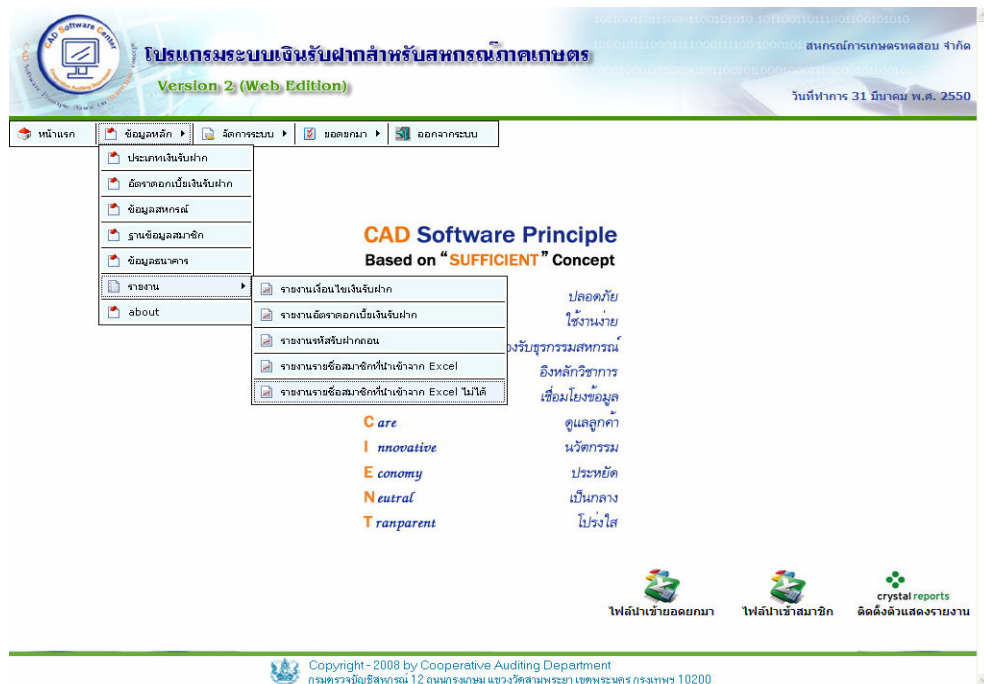 CAD Software Center
โปรแกรมระบบเงินรับฝากสำหรับสหกรณ์ภาคเกษตร
Version 2 (Web Edition)
สหกรณ์การเกษตรทดสอบ จำกัด
วันที่ทำการ 31 มีนาคม พ.ศ. 2550
หน้าแรก ข้อมูลหลัก จัดการระบบ ยอดยกมา ออกจากระบบ
ประเภทเงินรับฝาก
อัตราดอกเบี้ยเงินรับฝาก
ข้อมูลสหกรณ์
ฐานข้อมูลสมาชิก
ข้อมูลธนาคาร
รายงาน
about
รายงานเงื่อนไขเงินรับฝาก
รายงานอัตราดอกเบี้ยเงินรับฝาก
รายงานรหัสรับฝากถอน
รายงานรายชื่อสมาชิกที่นำเข้าจาก Excel
รายงานรายชื่อสมาชิกที่นำเข้าจาก Excel ไม่ได้
CAD Software Principle
Based on "SUFFICIENT" Concept
ปลอดภัย
ใช้งานง่าย
องรับธุรกรรมสหกรณ์
อิงหลักวิชาการ
เชื่อมโยงข้อมูล
Care ดูแลลูกค้า
Innovative นวัตกรรม
Economy ประหยัด
Neutral เป็นกลาง
Tranparent โปร่งใส
ไฟล์นำเข้ายอดยกมา
ไฟล์นำเข้าสมาชิก
crystal reports
ติดตั้งตัวแสดงรายงาน
Copyright - 2008 by Cooperative Auditing Department
กรมตรวจบัญชีสหกรณ์ 12 ถนนกรุงเกษม แขวงวัดสามพระยา เขตพระนคร กรุงเทพฯ 10200